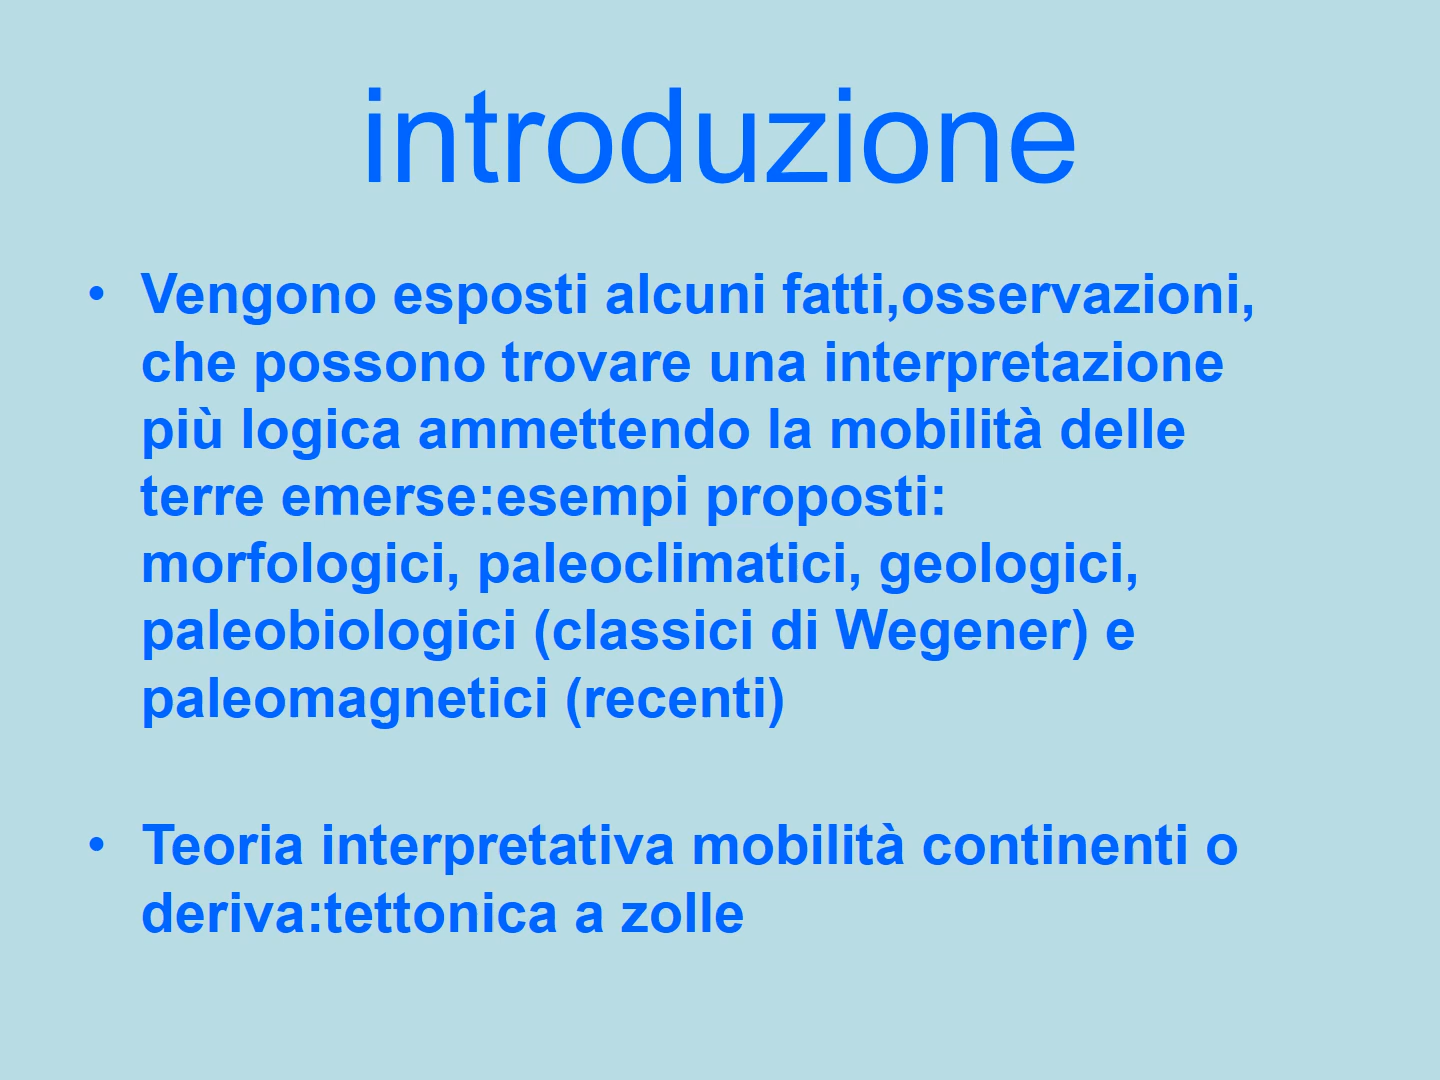 introduzione
• Vengono esposti alcuni fatti,osservazioni,
che possono trovare una interpretazione
più logica ammettendo la mobilità delle
terre emerse:esempi proposti:
morfologici, paleoclimatici, geologici,
paleobiologici (classici di Wegener) e
paleomagnetici (recenti)
• Teoria interpretativa mobilità continenti o
deriva:tettonica a zolle